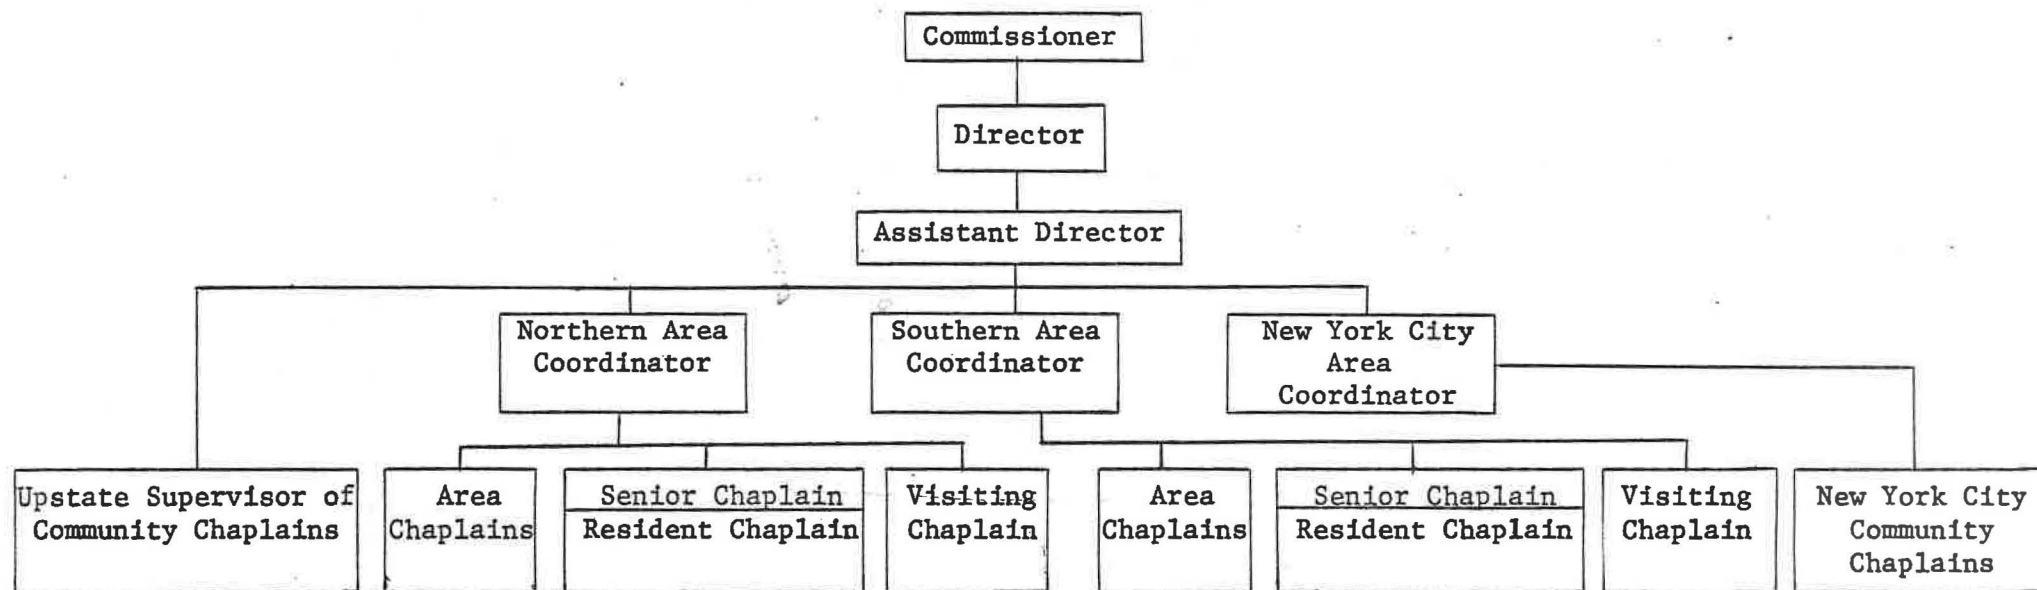 Commissioner
Director
Assistant Director
Northern Area
Coordinator
Southern Area
Coordinator
New York City
Area
Coordinator
Upstate Supervisor of
Community Chaplains
Area
Chaplains
Senior Chaplain
Resident Chaplain
Visiting
Chaplain
Area
Chaplains
Senior Chaplain
Resident Chaplain
Visiting
Chaplain
New York City
Community
Chaplains